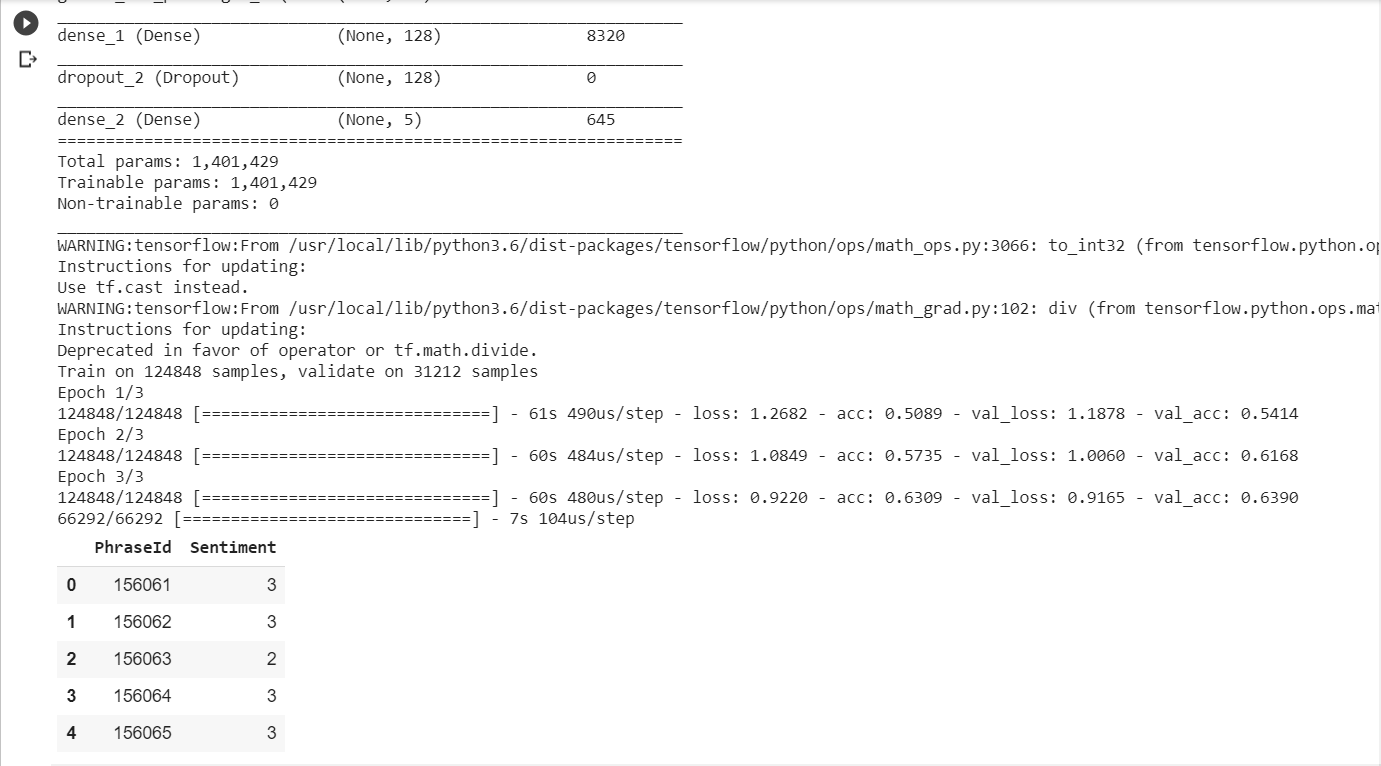 dense_1 (Dense) (None, 128) 8320
_________________________________________________________________
dropout_2 (Dropout) (None, 128) 0
_________________________________________________________________
dense_2 (Dense) (None, 5) 645
=================================================================
Total params: 1,401,429
Trainable params: 1,401,429
Non-trainable params: 0
_________________________________________________________________
WARNING:tensorflow:From /usr/local/lib/python3.6/dist-packages/tensorflow/python/ops/math_ops.py:3066: to_int32 (from tensorflow.python.op
Instructions for updating:
Use tf.cast instead.
WARNING:tensorflow:From /usr/local/lib/python3.6/dist-packages/tensorflow/python/ops/math_grad.py:102: div (from tensorflow.python.ops.mat
Instructions for updating:
Deprecated in favor of operator or tf.math.divide.
Train on 124848 samples, validate on 31212 samples
Epoch 1/3
124848/124848 [==============================] - 61s 490us/step - loss: 1.2682 - acc: 0.5089 - val_loss: 1.1878 - val_acc: 0.5414
Epoch 2/3
124848/124848 [==============================] - 60s 484us/step - loss: 1.0849 - acc: 0.5735 - val_loss: 1.0060 - val_acc: 0.6168
Epoch 3/3
124848/124848 [==============================] - 60s 480us/step - loss: 0.9220 - acc: 0.6309 - val_loss: 0.9165 - val_acc: 0.6390
66292/66292 [==============================] - 7s 104us/step
PhraseId Sentiment
0 156061 3
1 156062 3
2 156063 2
3 156064 3
4 156065 3